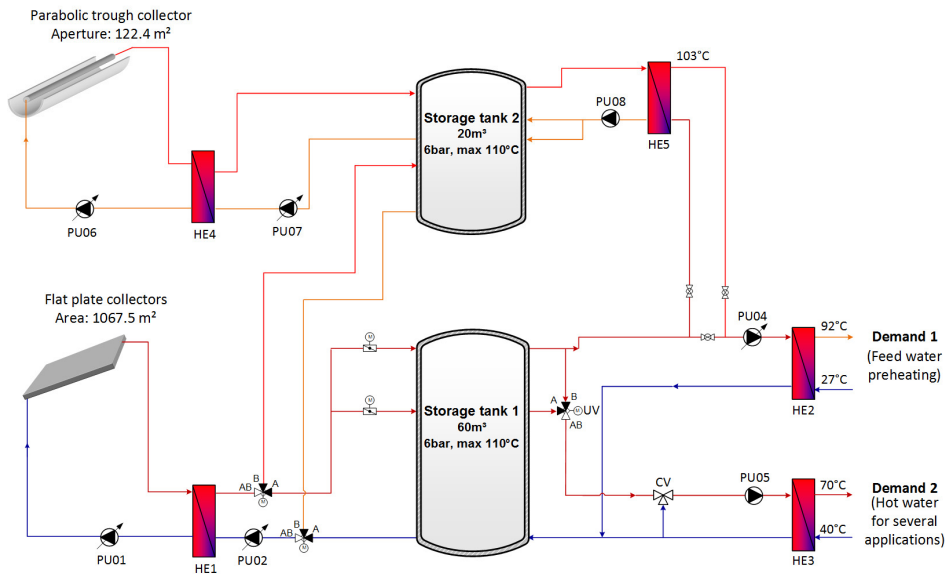 Parabolic trough collector
Aperture: 122.4 m²
103°C
PU08
Storage tank 2
20m³
6bar, max 110°C
HE5
PU06
HE4
PU07
Flat plate collectors
Area: 1067.5 m²
PU04
92°C
Demand 1
(Feed water
preheating)
27°C
HE2
M
M
A
B
M
UV
AB
Storage tank 1
60m³
6bar, max 110°C
B
AB
A
M
CV
PU05
70°C
Demand 2
(Hot water
for several
applications)
40°C
HE3
B
AB
A
M
PU01
HE1
PU02